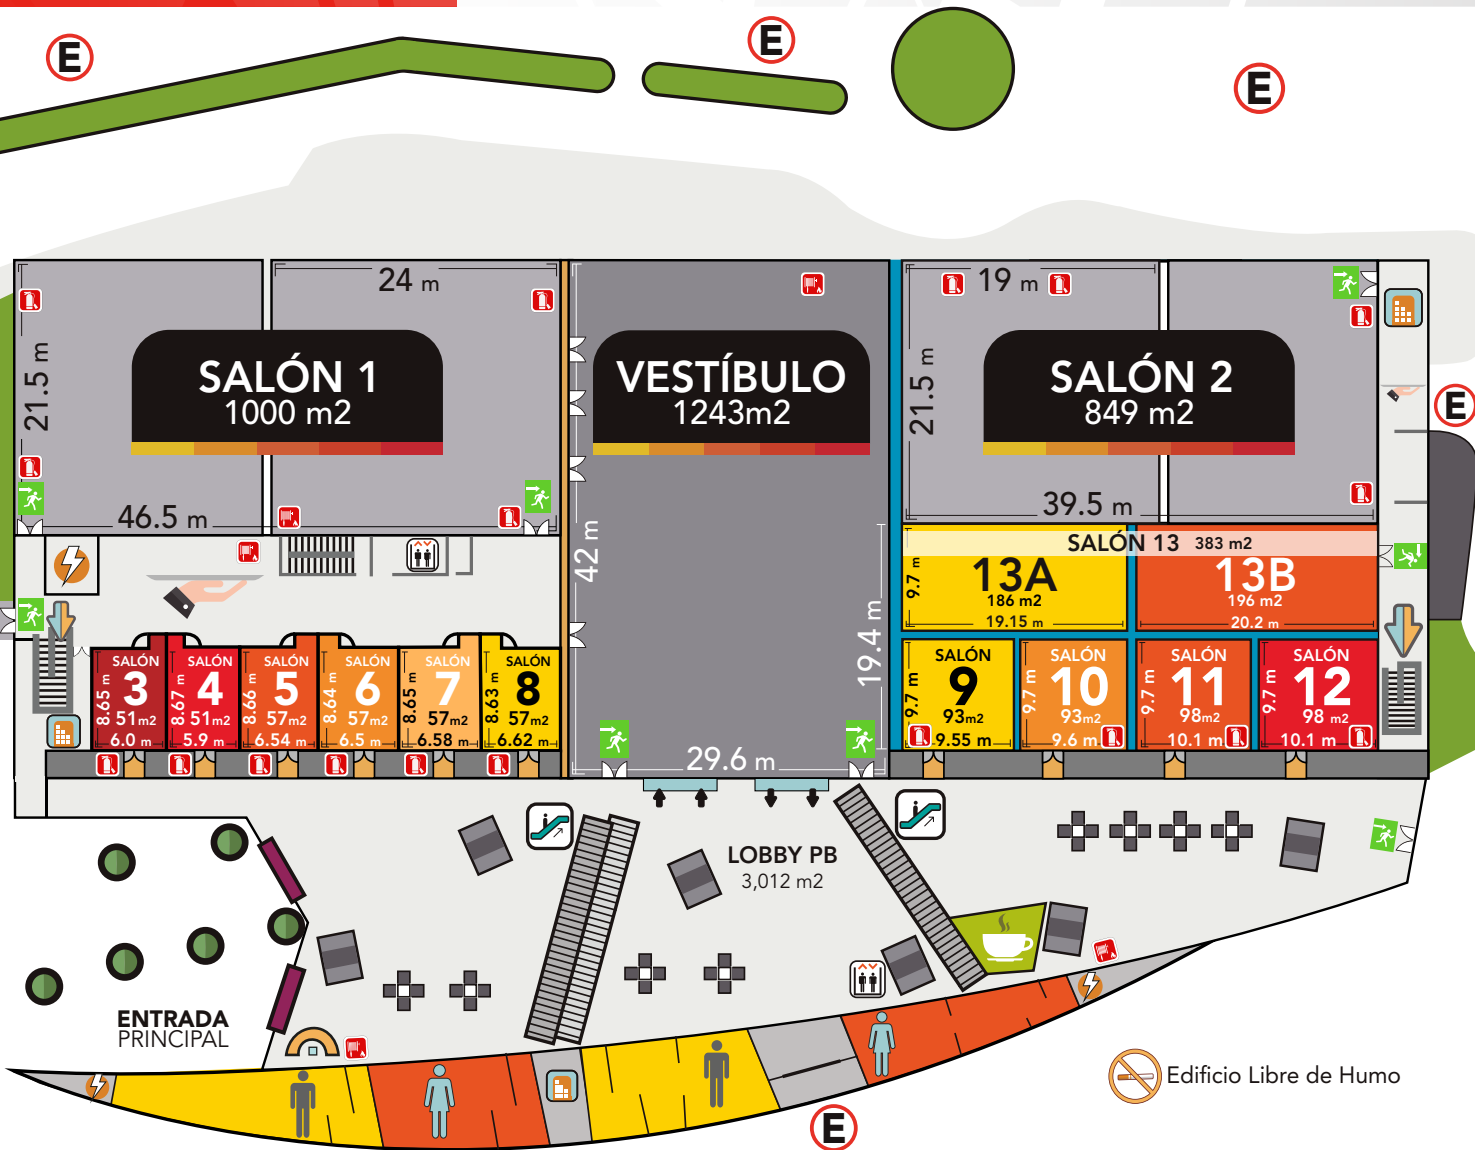 E
E
E
24 m
19 m
21.5 m
SALÓN 1
1000 m2
46.5 m
VESTÍBULO
1243m2
42 m
19.4 m
29.6 m
21.5 m
SALÓN 2
849 m2
39.5 m
E
SALÓN 13 383 m2
9.7 m
13A
186 m2
19.15 m
13B
196 m2
20.2 m
8.65 m
SALÓN
3
51m2
6.0 m
8.67 m
SALÓN
4
51m2
5.9 m
8.66 m
SALÓN
5
57m2
6.54 m
8.64 m
SALÓN
6
57m2
6.5 m
8.65 m
SALÓN
7
57m2
6.58 m
8.63 m
SALÓN
8
57m2
6.62 m
9.7 m
SALÓN
9
93m2
9.55 m
9.7 m
SALÓN
10
93m2
9.6 m
9.7 m
SALÓN
11
98m2
10.1 m
9.7 m
SALÓN
12
98 m2
10.1 m
LOBBY PB
3,012 m2
ENTRADA
PRINCIPAL
Edificio Libre de Humo
E